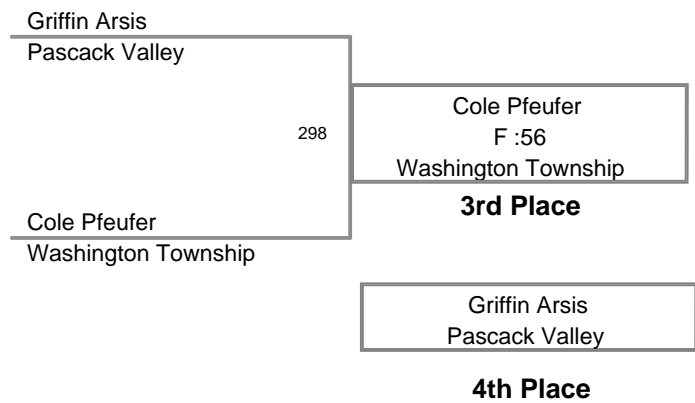 Griffin Arsis
Pascack Valley
298
Cole Pfeufer
F :56
Washington Township
3rd Place
Cole Pfeufer
Washington Township
Griffin Arsis
Pascack Valley
4th Place